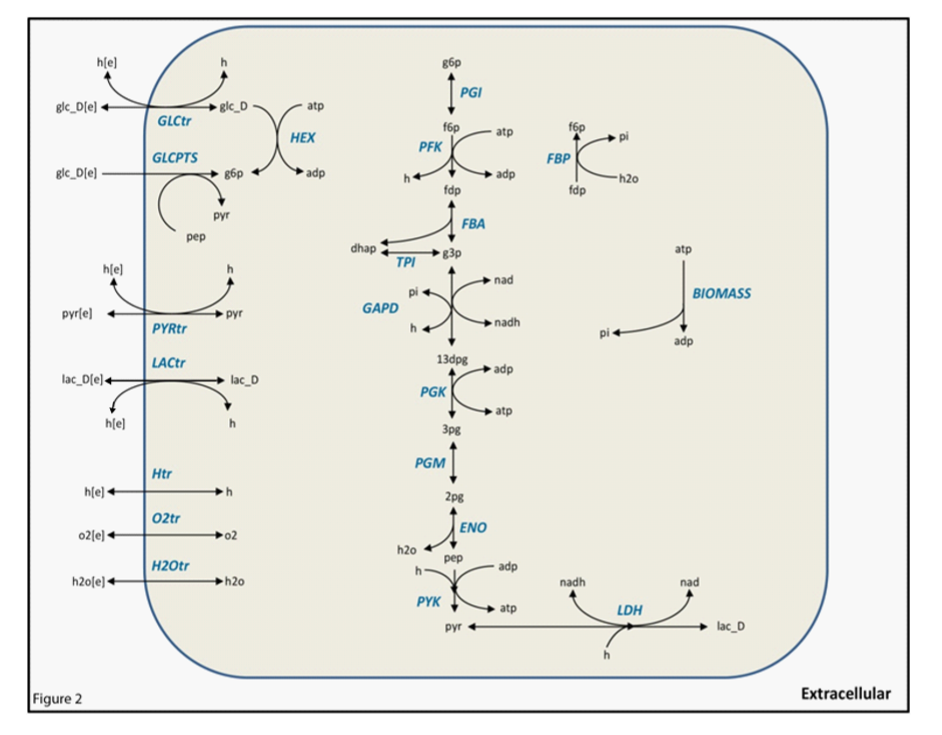 h[e]
h
glc_D[e]
glc_D
atp
GLCtr
HEX
GLCPTS
glc_D[e]
g6p
adp
pyr
pep
h[e]
h
pyr[e]
pyr
PYRtr
LACtr
lac_D[e]
lac_D
h[e]
h
Htr
h[e]
h
O2tr
o2[e]
o2
H2Otr
h2o[e]
h2o
g6p
PGI
f6p
atp
PFK
h
adp
fdp
FBA
dhap
g3p
TPI
pi
nad
GAPD
h
nadh
13dpg
adp
PGK
atp
3pg
PGM
2pg
ENO
h2o
pep
h
adp
PYK
atp
pyr
f6p
pi
FBP
h2o
fdp
atp
BIOMASS
pi
adp
nadh
nad
LDH
lac_D
h
Figure 2
Extracellular